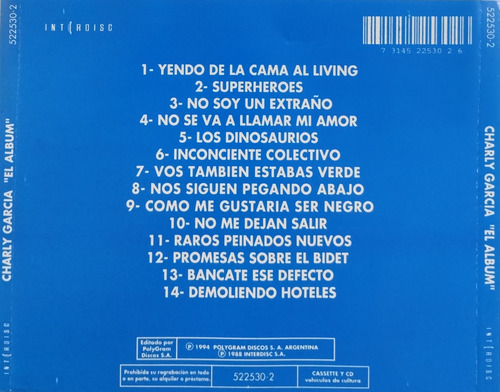 INTERDISC
7 3145 22530 2 6
1- YENDO DE LA CAMA AL LIVING
2- SUPERHEROES
3- NO SOY UN EXTRAÑO
4- NO SE VA A LLAMAR MI AMOR
5- LOS DINOSAURIOS
6- INCONCIENTE COLECTIVO
7- VOS TAMBIEN ESTABAS VERDE
8- NOS SIGUEN PEGANDO ABAJO
9- COMO ME GUSTARIA SER NEGRO
10- NO ME DEJAN SALIR
11- RAROS PEINADOS NUEVOS
12- PROMESAS SOBRE EL BIDET
13- BANCATE ESE DEFECTO
14- DEMOLIENDO HOTELES
Editado por
PolyGram
Discos S.A.
℗ 1994 POLYGRAM DISCOS S. A. ARGENTINA
℗ 1988 INTERDISC S.A.
Prohibida su regrabación en todo
o en parte, su alquiler o préstamo.
522530-2
CASSETTE Y CD
vehículos de cultura
522530-2
CHARLY GARCIA "EL ALBUM"
INTERDISC
522530-2
CHARLY GARCIA "EL ALBUM"
INTERDISC